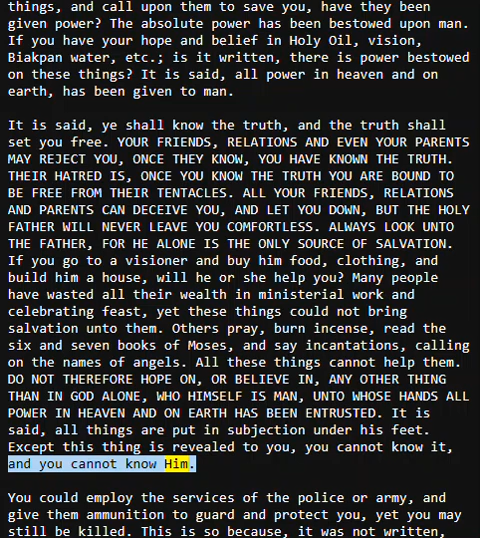 things, and call upon them to save you, have they been
given power? The absolute power has been bestowed upon man.
If you have your hope and belief in Holy Oil, vision,
Biakpan water, etc.; is it written, there is power bestowed
on these things? It is said, all power in heaven and on
earth, has been given to man.

It is said, ye shall know the truth, and the truth shall
set you free. YOUR FRIENDS, RELATIONS AND EVEN YOUR PARENTS
MAY REJECT YOU, ONCE THEY KNOW, YOU HAVE KNOWN THE TRUTH.
THEIR HATRED IS, ONCE YOU KNOW THE TRUTH YOU ARE BOUND TO
BE FREE FROM THEIR TENTACLES. ALL YOUR FRIENDS, RELATIONS
AND PARENTS CAN DECEIVE YOU, AND LET YOU DOWN, BUT THE HOLY
FATHER WILL NEVER LEAVE YOU COMFORTLESS. ALWAYS LOOK UNTO
THE FATHER, FOR HE ALONE IS THE ONLY SOURCE OF SALVATION.
If you go to a visioner and buy him food, clothing, and
build him a house, will he or she help you? Many people
have wasted all their wealth in ministerial work and
celebrating feast, yet these things could not bring
salvation unto them. Others pray, burn incense, read the
six and seven books of Moses, and say incantations, calling
on the names of angels. All these things cannot help them.
DO NOT THEREFORE HOPE ON, OR BELIEVE IN, ANY OTHER THING
THAN IN GOD ALONE, WHO HIMSELF IS MAN, UNTO WHOSE HANDS ALL
POWER IN HEAVEN AND ON EARTH HAS BEEN ENTRUSTED. It is
said, all things are put in subjection under his feet.
Except this thing is revealed to you, you cannot know it,
and you cannot know Him.

You could employ the services of the police or army, and
give them ammunition to guard and protect you, yet you may
still be killed. This is so because, it was not written,